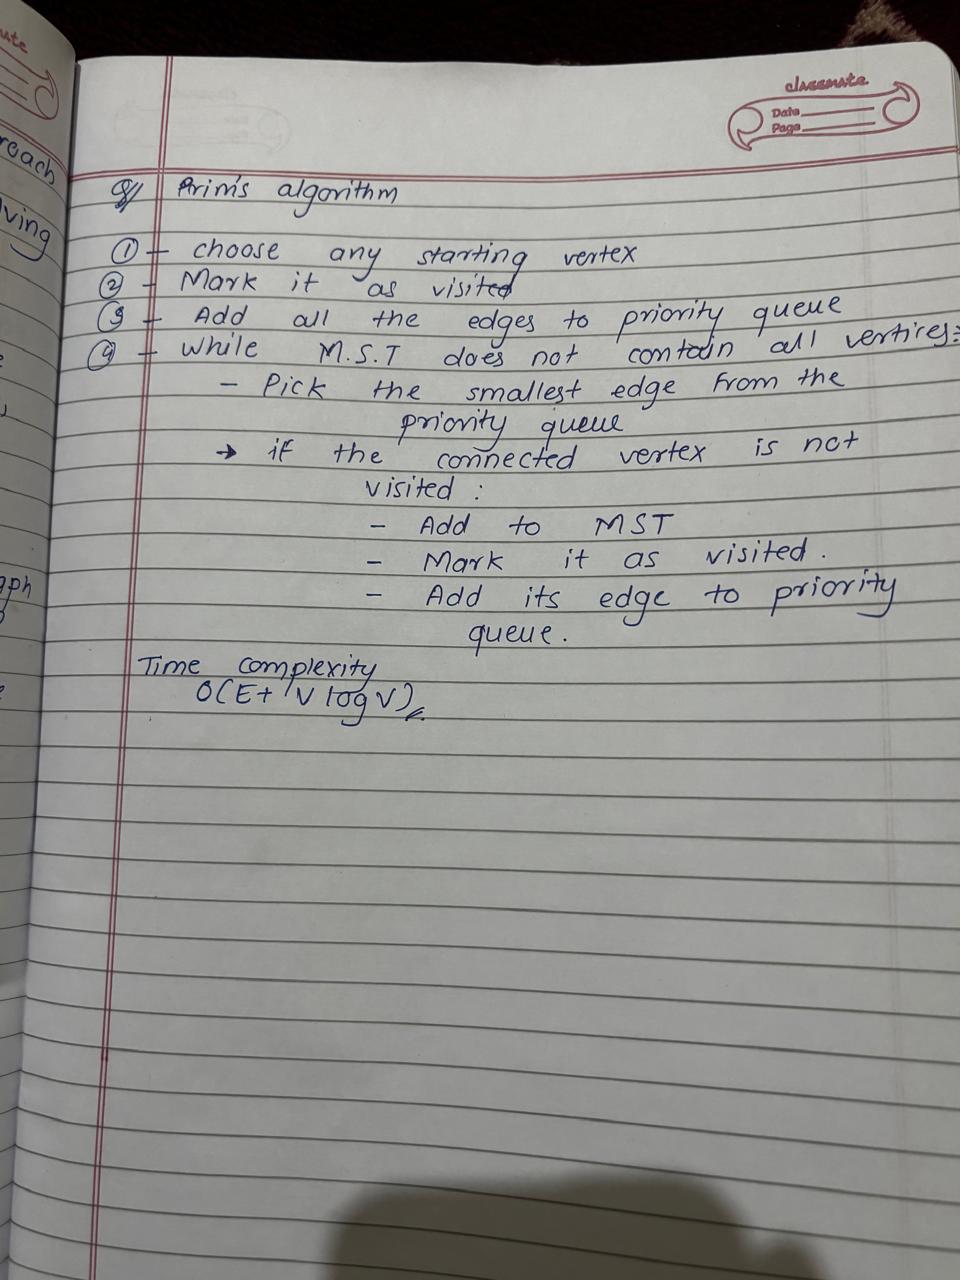 ute
reach
ving
gph
classmate
Date
Page
Q/ Prim's algorithm
① - choose any starting vertex
② - Mark it as visited
③ - Add all the edges to priority queue
④ - while M.S.T does not contain all vertires:
- Pick the smallest edge from the
priority queue
→ if the connected vertex is not
visited :
- Add to MST
- Mark it as visited.
- Add its edge to priority
queue.
Time complexity
O(E+ V log V)